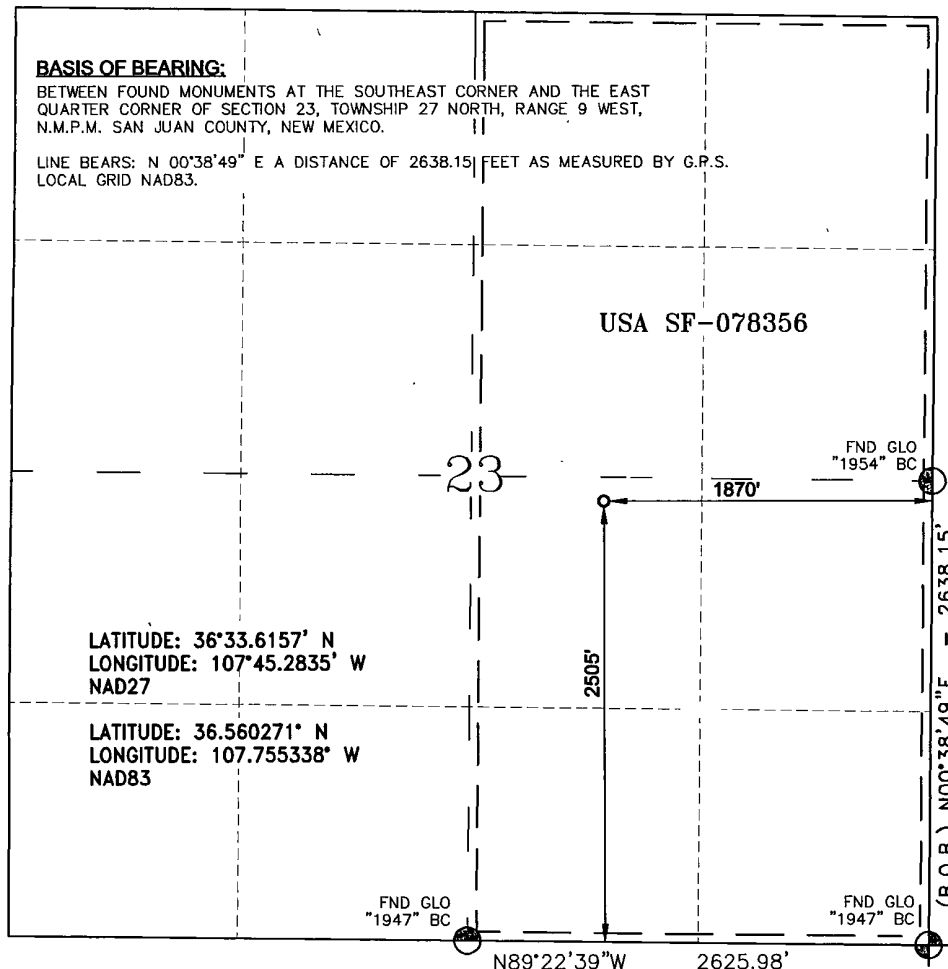 BASIS OF BEARING:
BETWEEN FOUND MONUMENTS AT THE SOUTHEAST CORNER AND THE EAST
QUARTER CORNER OF SECTION 23, TOWNSHIP 27 NORTH, RANGE 9 WEST,
N.M.P.M. SAN JUAN COUNTY, NEW MEXICO.
LINE BEARS: N 00°38'49" E A DISTANCE OF 2638.15 FEET AS MEASURED BY G.P.S.
LOCAL GRID NAD83.
USA SF-078356
FND GLO
"1954" BC
23
1870'
2505'
(B.O.B.) N00°38'49"E - 2638.15'
LATITUDE: 36°33.6157' N
LONGITUDE: 107°45.2835' W
NAD27
LATITUDE: 36.560271° N
LONGITUDE: 107.755338° W
NAD83
FND GLO
"1947" BC
FND GLO
"1947" BC
N89°22'39"W 2625.98'